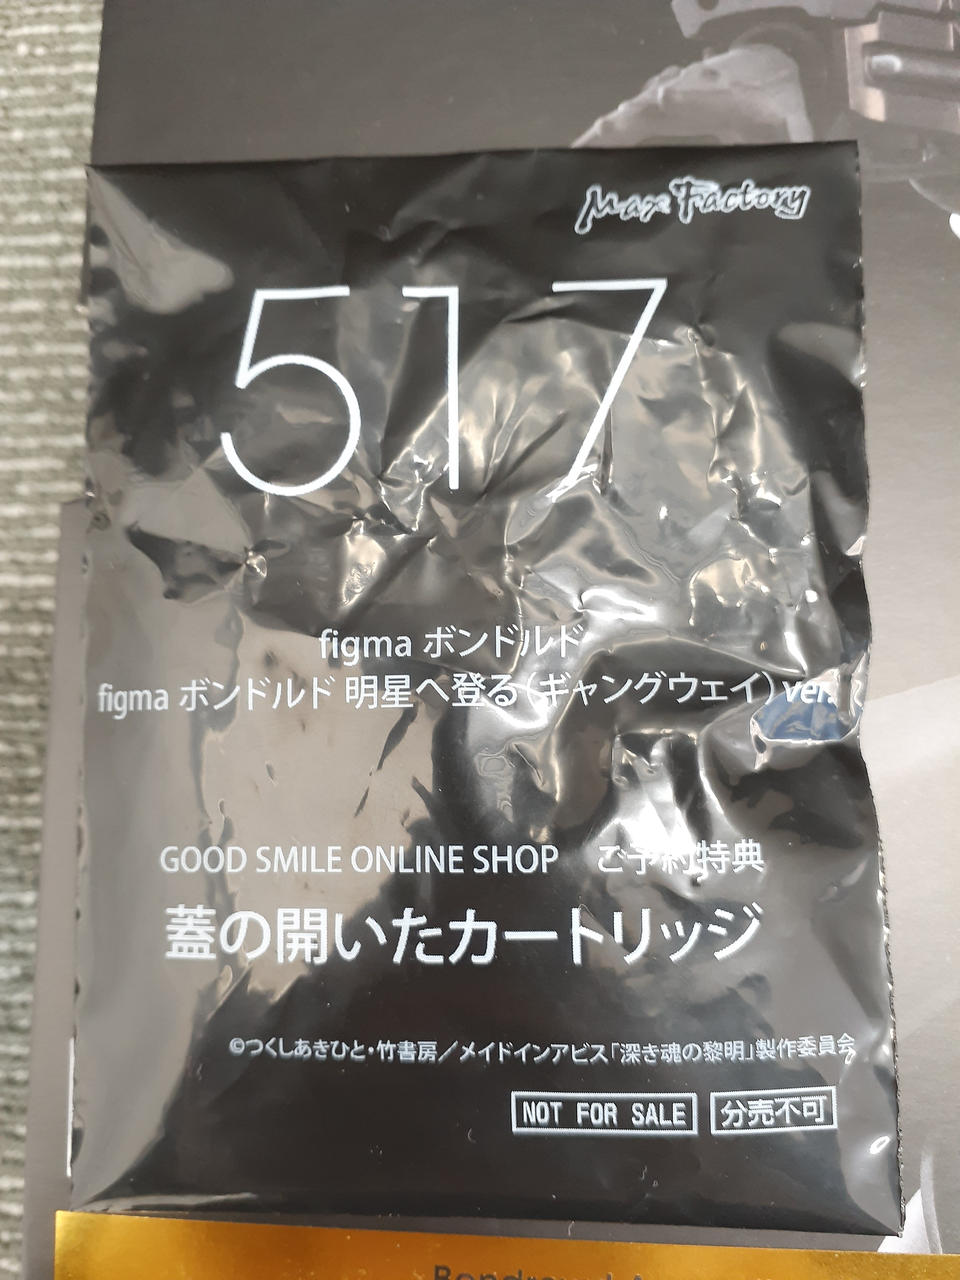 Max Factory
517
figma ボンドルド
figma ボンドルド 明星へ登る(ギャングウェイ) ver.
GOOD SMILE ONLINE SHOP ご予約特典
蓋の開いたカートリッジ
©つくしあきひと・竹書房／メイドインアビス「深き魂の黎明」製作委員会
NOT FOR SALE 分売不可